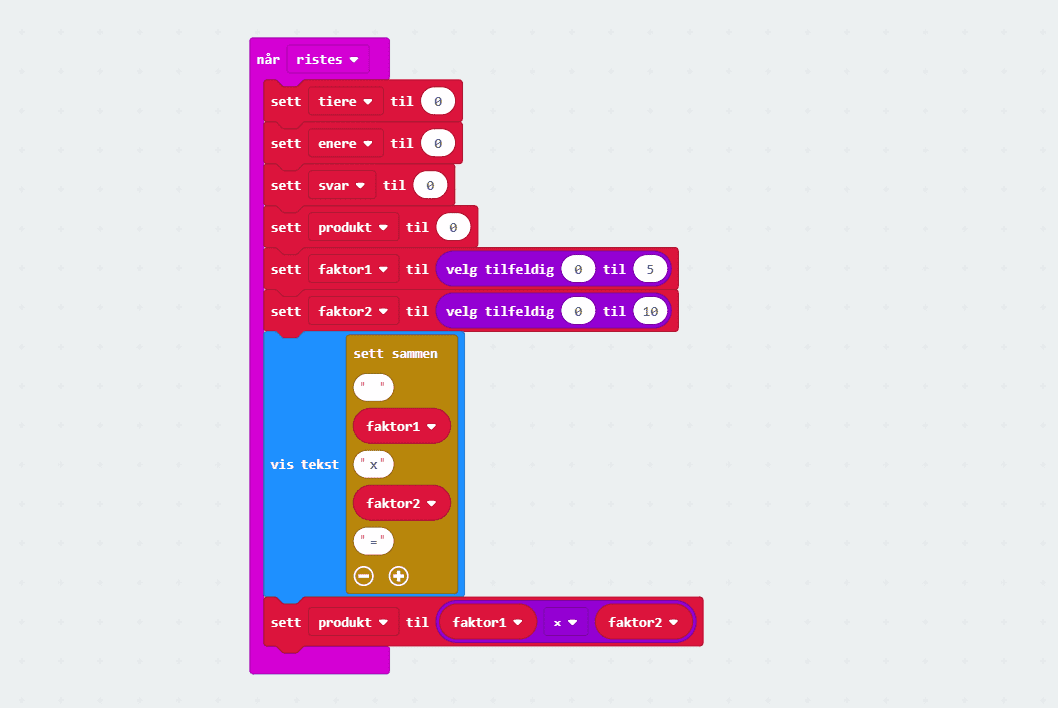 når ristes
sett tiere til 0
sett enere til 0
sett svar til 0
sett produkt til 0
sett faktor1 til velg tilfeldig 0 til 5
sett faktor2 til velg tilfeldig 0 til 10
sett sammen
" "
faktor1
"x"
vis tekst
faktor2
"="
sett produkt til faktor1 x faktor2